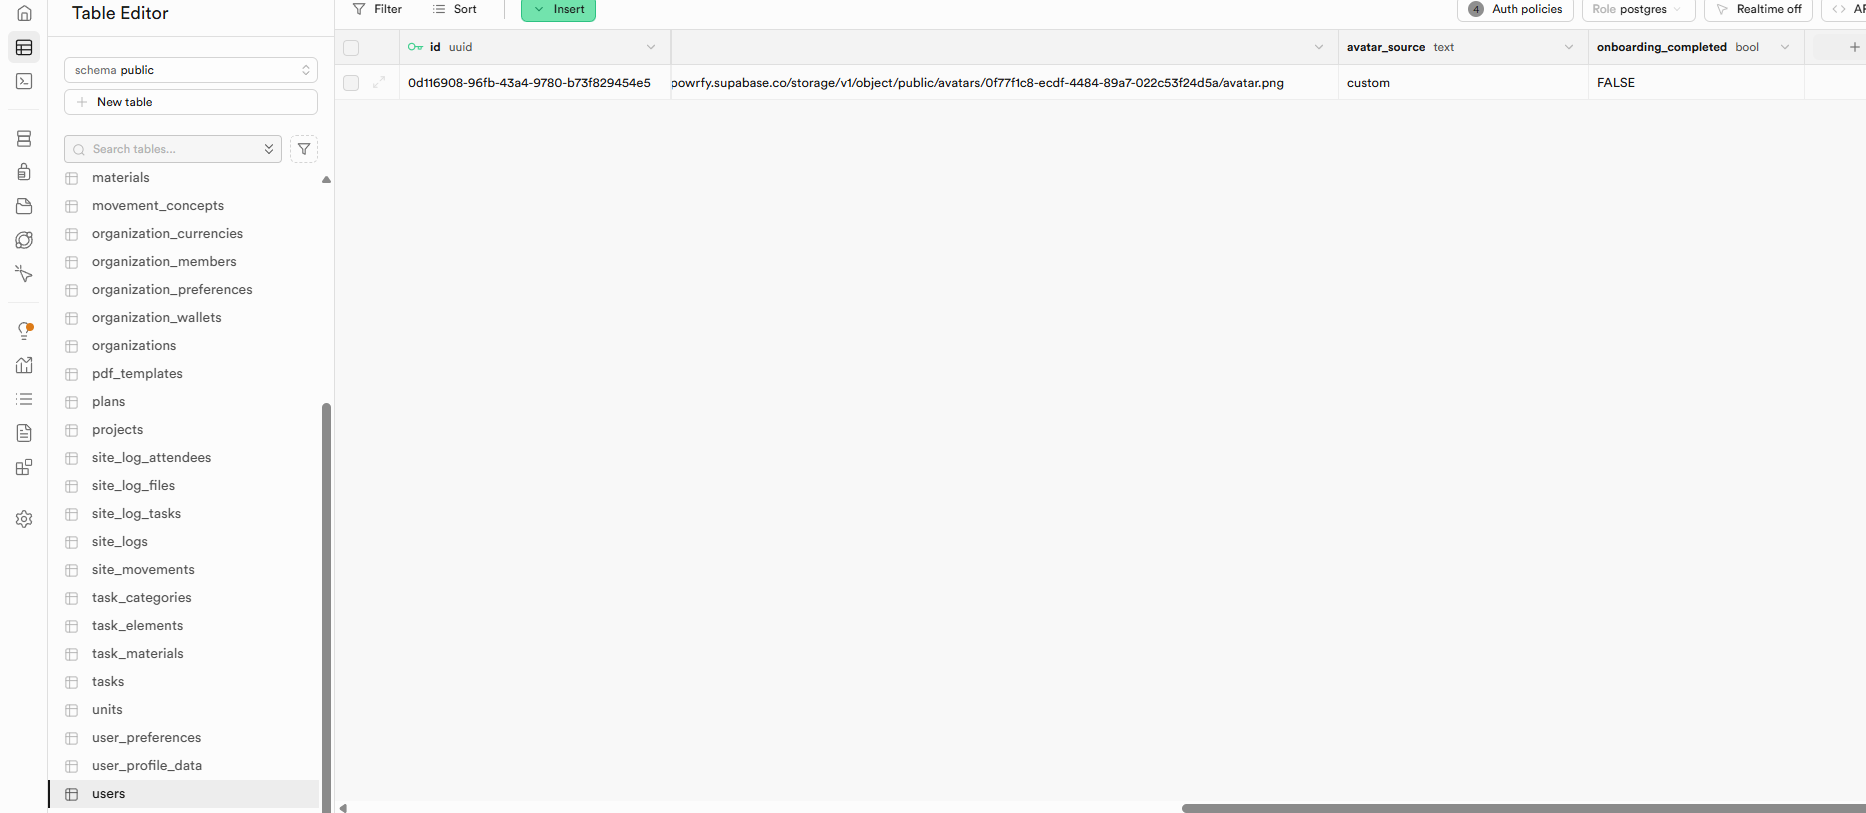 Table Editor
schema public
New table
Search tables...
materials
movement_concepts
organization_currencies
organization_members
organization_preferences
organization_wallets
organizations
pdf_templates
plans
projects
site_log_attendees
site_log_files
site_log_tasks
site_logs
site_movements
task_categories
task_elements
task_materials
tasks
units
user_preferences
user_profile_data
users
Filter Sort Insert 4 Auth policies Role postgres Realtime off AP
id uuid avatar_source text onboarding_completed bool
0d116908-96fb-43a4-9780-b73f829454e5 powrfy.supabase.co/storage/v1/object/public/avatars/0f77f1c8-ecdf-4484-89a7-022c53f24d5a/avatar.png custom FALSE